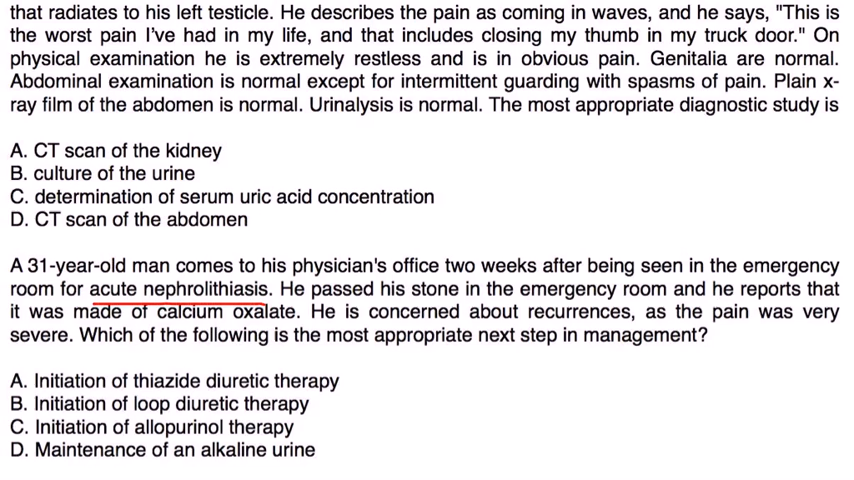 that radiates to his left testicle. He describes the pain as coming in waves, and he says, "This is
the worst pain I've had in my life, and that includes closing my thumb in my truck door." On
physical examination he is extremely restless and is in obvious pain. Genitalia are normal.
Abdominal examination is normal except for intermittent guarding with spasms of pain. Plain x-
ray film of the abdomen is normal. Urinalysis is normal. The most appropriate diagnostic study is
A. CT scan of the kidney
B. culture of the urine
C. determination of serum uric acid concentration
D. CT scan of the abdomen
A 31-year-old man comes to his physician's office two weeks after being seen in the emergency
room for acute nephrolithiasis. He passed his stone in the emergency room and he reports that
it was made of calcium oxalate. He is concerned about recurrences, as the pain was very
severe. Which of the following is the most appropriate next step in management?
A. Initiation of thiazide diuretic therapy
B. Initiation of loop diuretic therapy
C. Initiation of allopurinol therapy
D. Maintenance of an alkaline urine